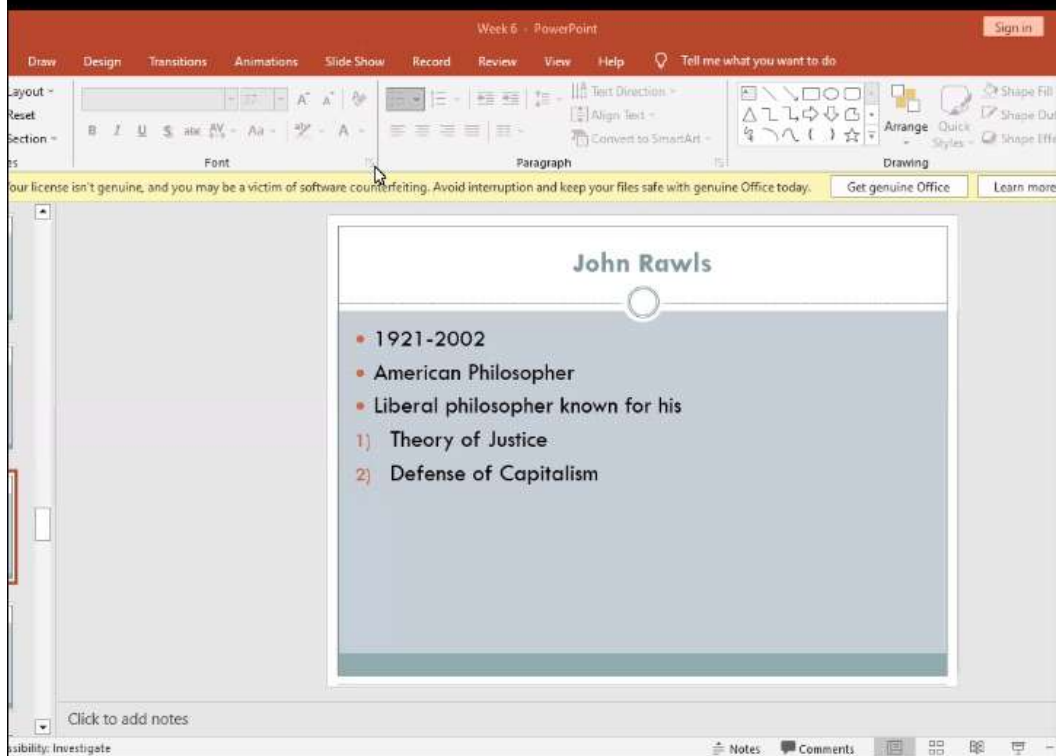 Week 6 - PowerPoint
Sign in
Draw Design Transitions Animations Slide Show Record Review View Help Tell me what you want to do
Layout
Reset
Section
Text Direction
Align Text
Convert to SmartArt
Arrange
Quick Styles
Shape Fill
Font Paragraph Drawing
our license isn't genuine, and you may be a victim of software counterfeiting. Avoid interruption and keep your files safe with genuine Office today. Get genuine Office Learn more
John Rawls
• 1921-2002
• American Philosopher
• Liberal philosopher known for his
1) Theory of Justice
2) Defense of Capitalism
Click to add notes
ssibility: Investigate Notes Comments